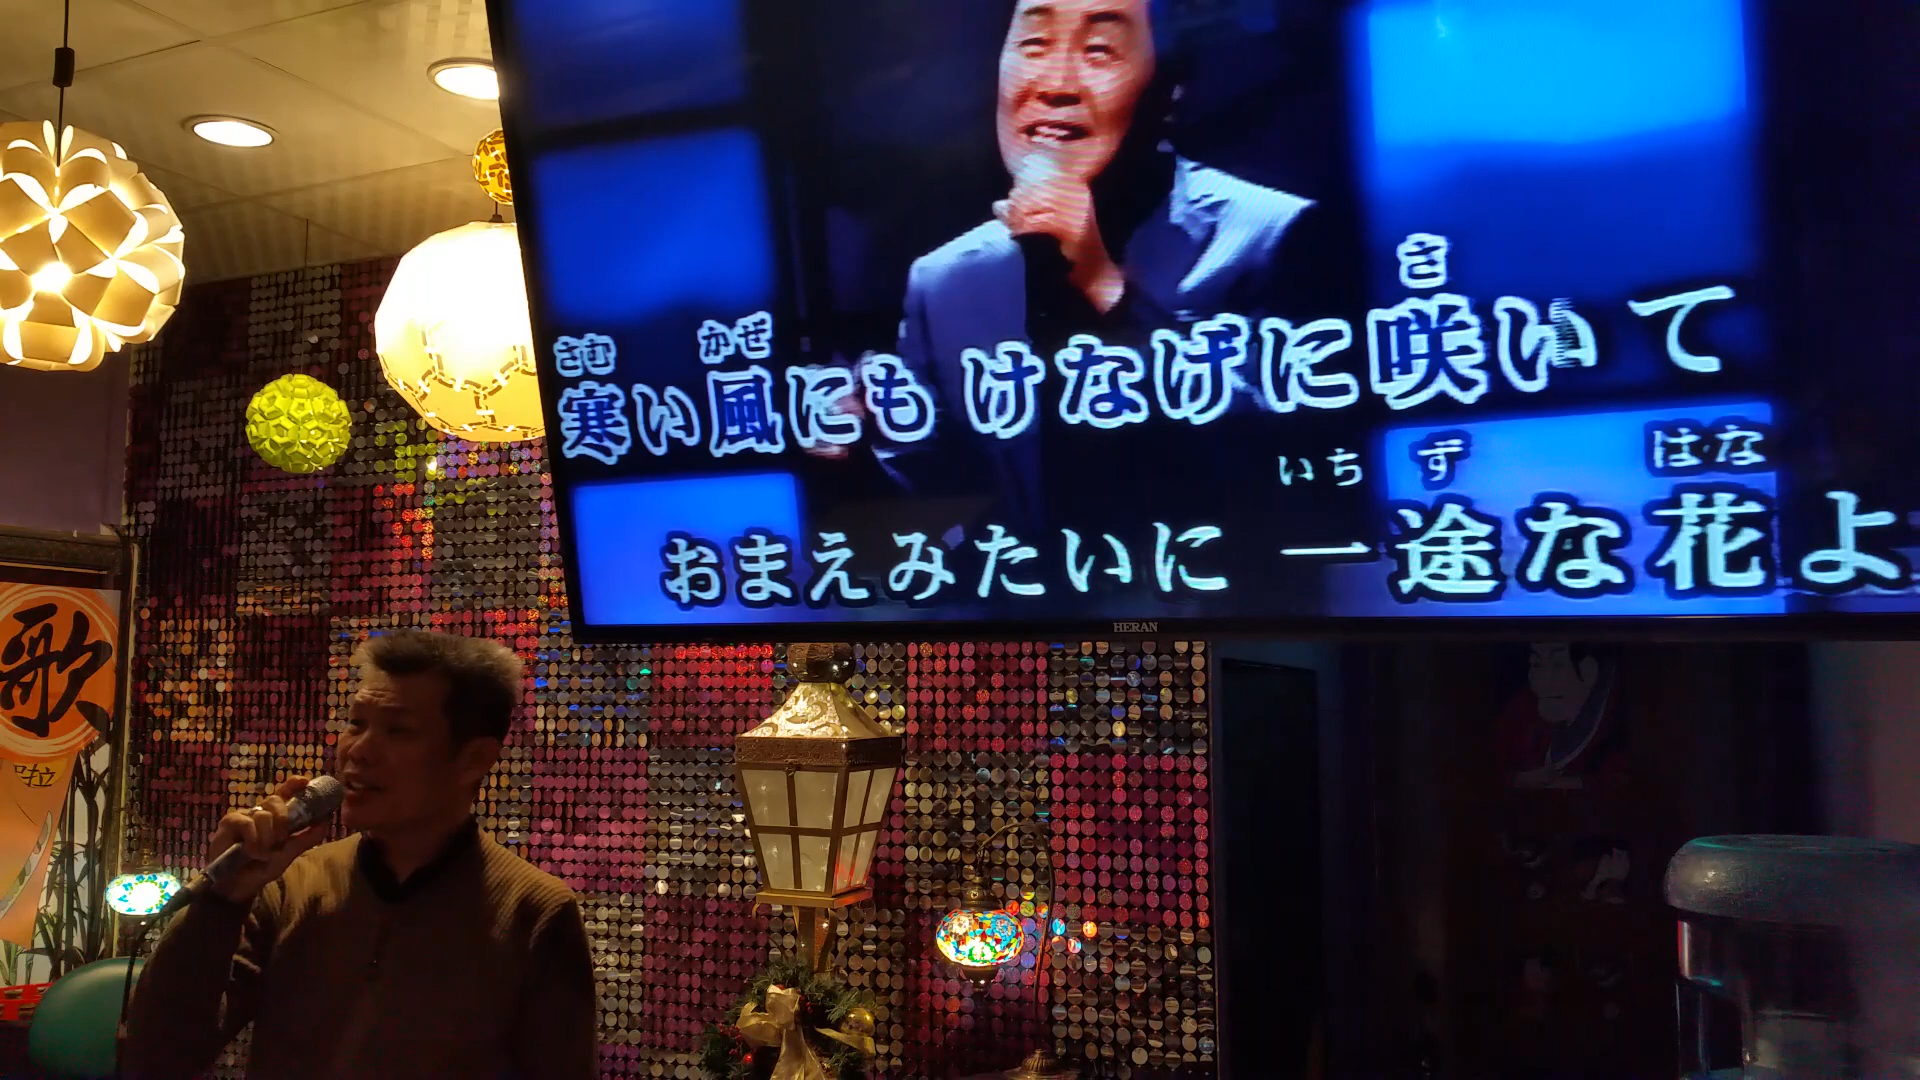 さ
さむ かぜ
寒い風にも けなげに咲いて
いち ず はな
おまえみたいに 一途な花よ
HERAN
歌
啦